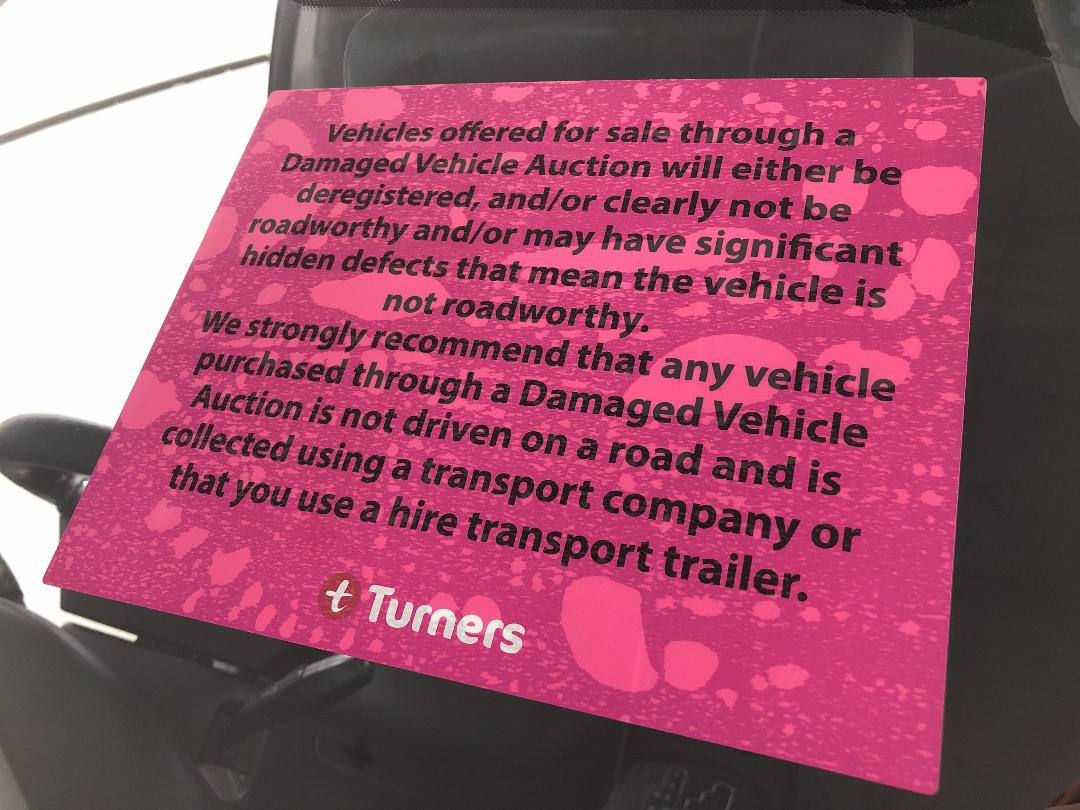 Vehicles offered for sale through a
Damaged Vehicle Auction will either be
deregistered, and/or clearly not be
roadworthy and/or may have significant
hidden defects that mean the vehicle is
not roadworthy.
We strongly recommend that any vehicle
purchased through a Damaged Vehicle
Auction is not driven on a road and is
collected using a transport company or
that you use a hire transport trailer.
t Turners